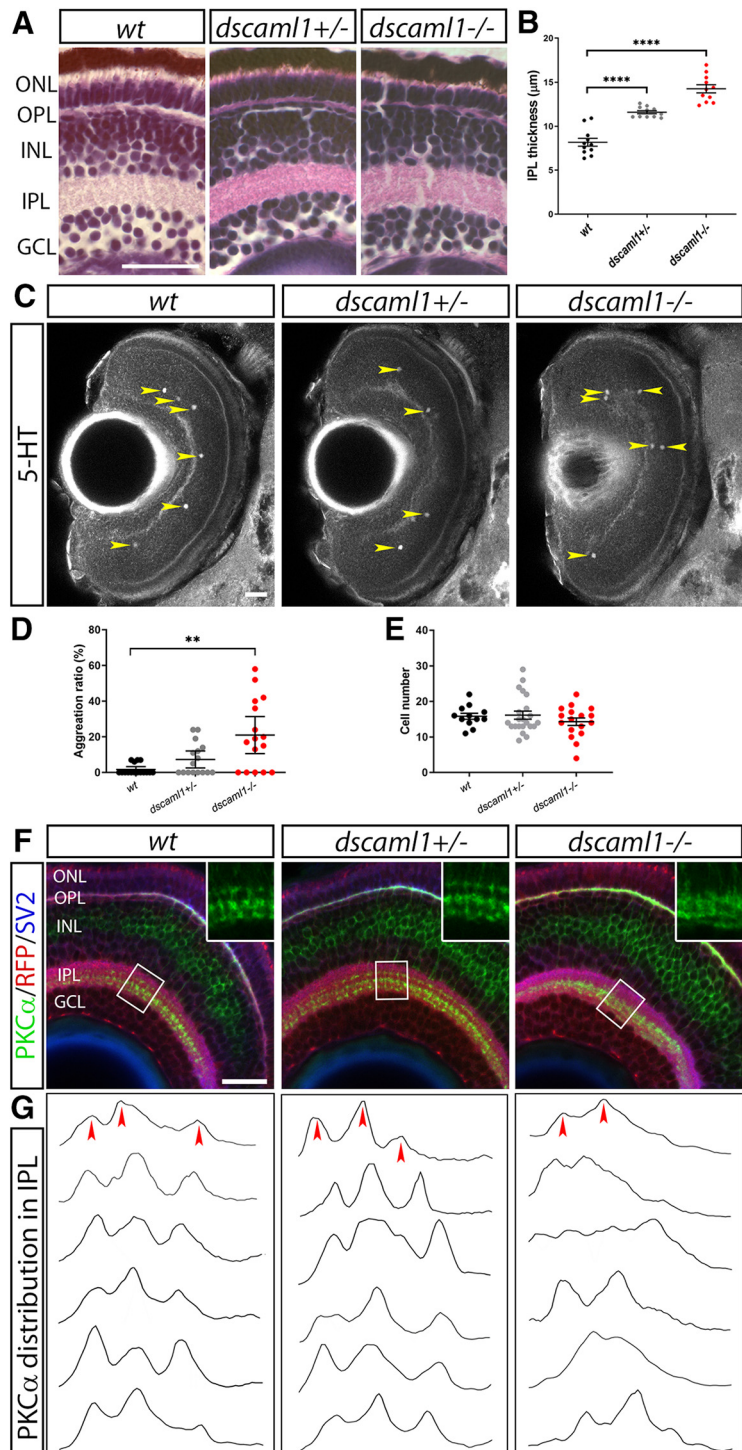 A
wt
dscaml1+/-
dscaml1-/-
ONL
OPL
INL
IPL
GCL
B
****
****
IPL thickness (μm)
20
15
10
5
0
wt
dscaml1+/-
dscaml1-/-
C
wt
dscaml1+/-
dscaml1-/-
5-HT
D
**
Aggreation ratio (%)
80
60
40
20
0
wt
dscaml1+/-
dscaml1-/-
E
Cell number
40
30
20
10
0
wt
dscaml1+/-
dscaml1-/-
F
wt
dscaml1+/-
dscaml1-/-
PKCα/RFP/SV2
ONL
OPL
INL
IPL
GCL
G
PKCα distribution in IPL